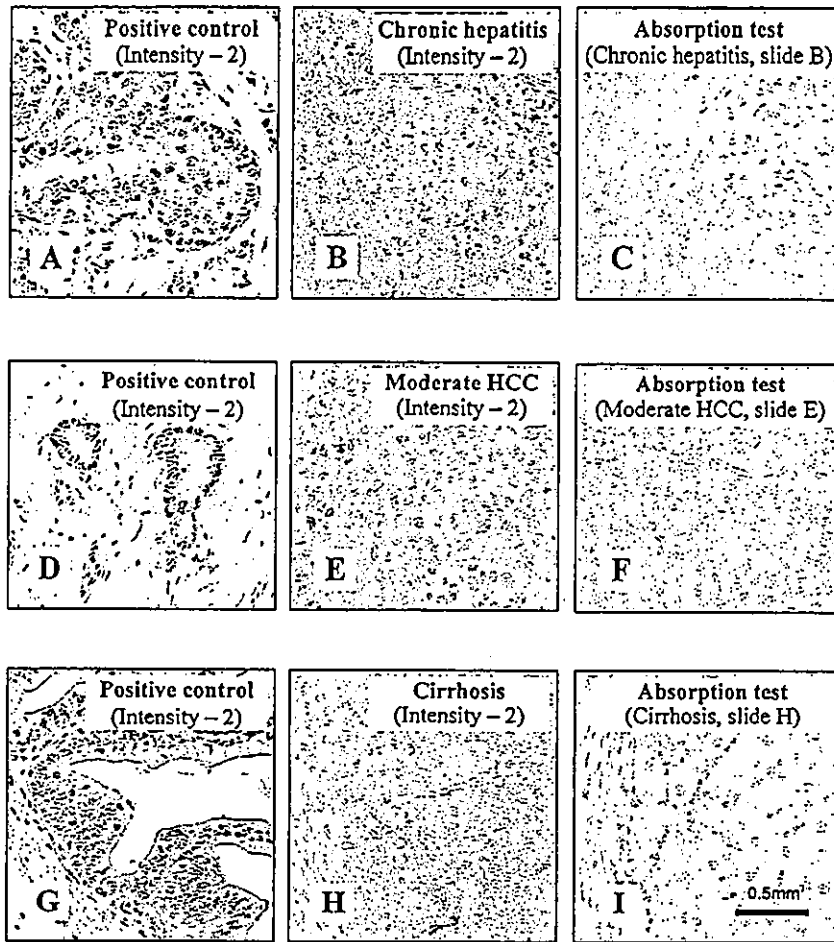 Positive control
(Intensity – 2)
A
Chronic hepatitis
(Intensity – 2)
B
Absorption test
(Chronic hepatitis, slide B)
C
Positive control
(Intensity – 2)
D
Moderate HCC
(Intensity – 2)
E
Absorption test
(Moderate HCC, slide E)
F
Positive control
(Intensity – 2)
G
Cirrhosis
(Intensity – 2)
H
Absorption test
(Cirrhosis, slide H)
I
0.5mm